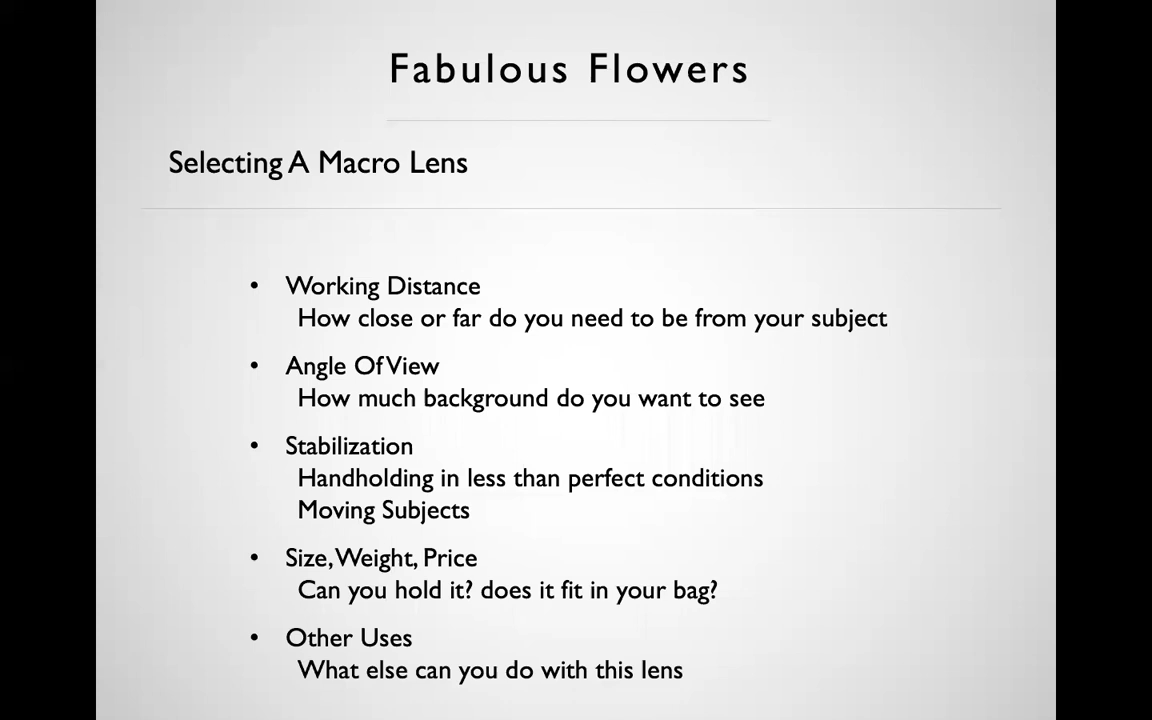 Fabulous Flowers
Selecting A Macro Lens
• Working Distance
How close or far do you need to be from your subject
• Angle Of View
How much background do you want to see
• Stabilization
Handholding in less than perfect conditions
Moving Subjects
• Size, Weight, Price
Can you hold it? does it fit in your bag?
• Other Uses
What else can you do with this lens